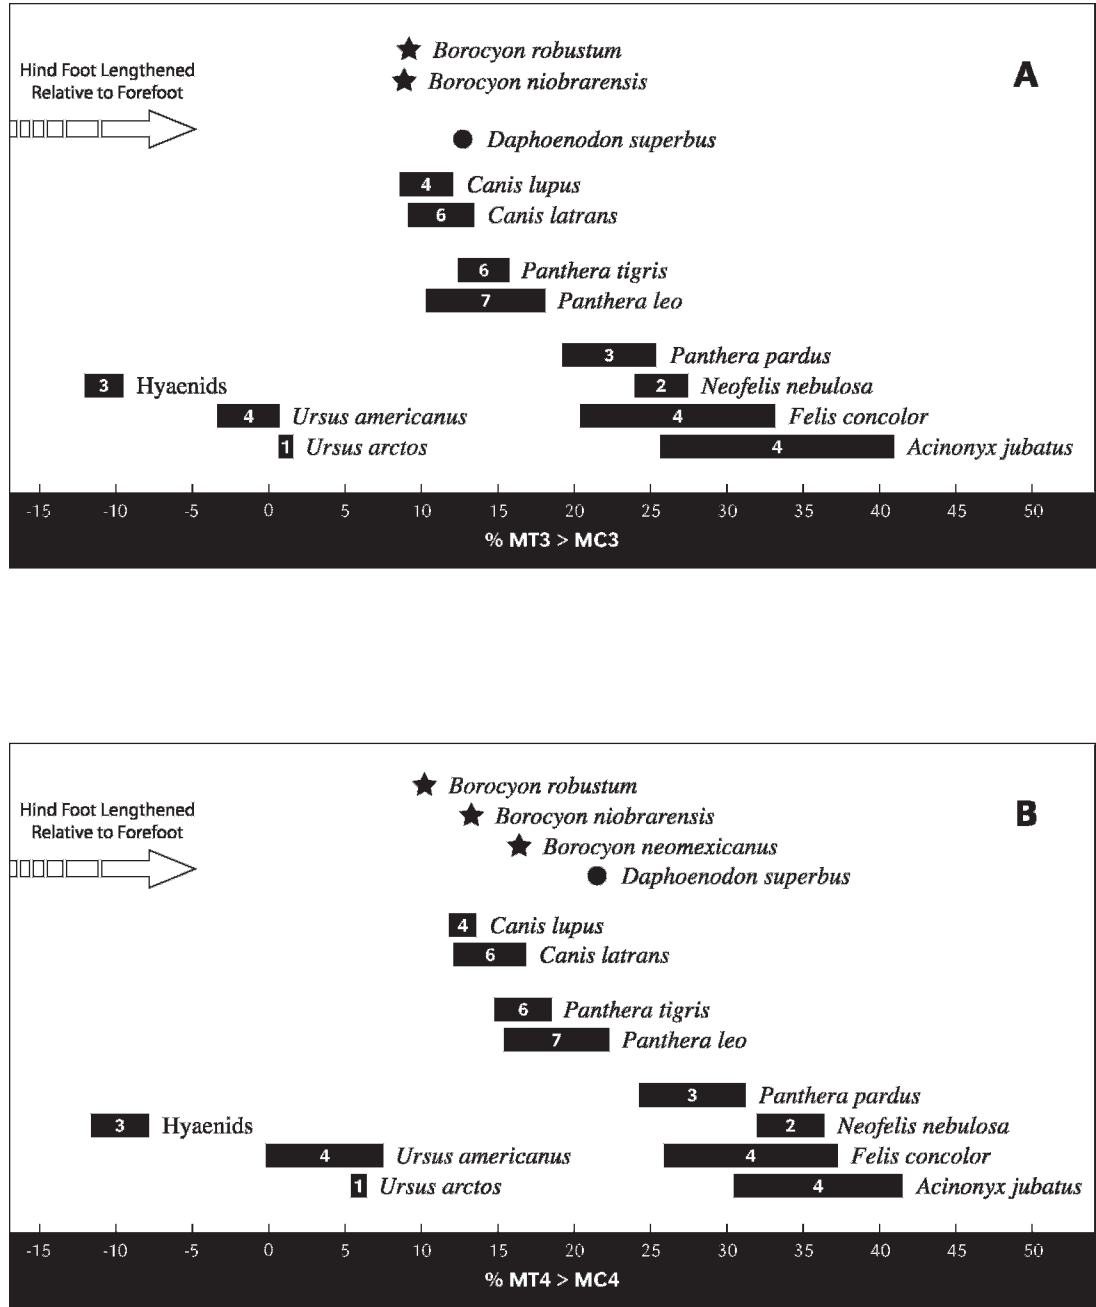 Borocyon robustum
Hind Foot Lengthened
Relative to Forefoot
Borocyon niobrarensis
A
Daphoenodon superbus
4 Canis lupus
6 Canis latrans
6 Panthera tigris
7 Panthera leo
3 Panthera pardus
3 Hyaenids
2 Neofelis nebulosa
4 Ursus americanus
4 Felis concolor
1 Ursus arctos
4 Acinonyx jubatus
-15 -10 -5 0 5 10 15 20 25 30 35 40 45 50
% MT3 > MC3
Borocyon robustum
Hind Foot Lengthened
Relative to Forefoot
Borocyon niobrarensis
B
Borocyon neomexicanus
Daphoenodon superbus
4 Canis lupus
6 Canis latrans
6 Panthera tigris
7 Panthera leo
3 Panthera pardus
3 Hyaenids
2 Neofelis nebulosa
4 Ursus americanus
4 Felis concolor
1 Ursus arctos
4 Acinonyx jubatus
-15 -10 -5 0 5 10 15 20 25 30 35 40 45 50
% MT4 > MC4